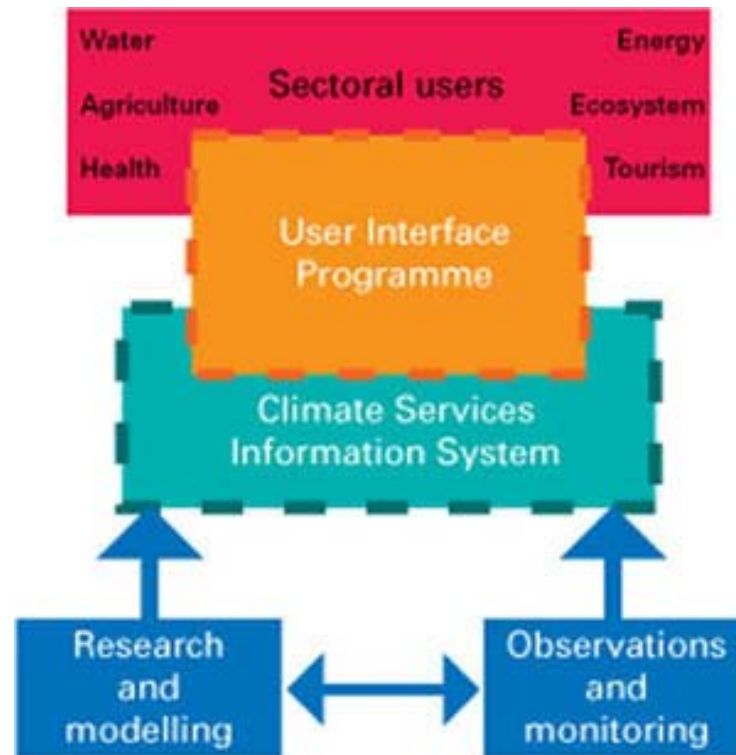 Water
Agriculture
Health
Sectoral users
Energy
Ecosystem
Tourism
User Interface
Programme
Climate Services
Information System
Research
and
modelling
Observations
and
monitoring